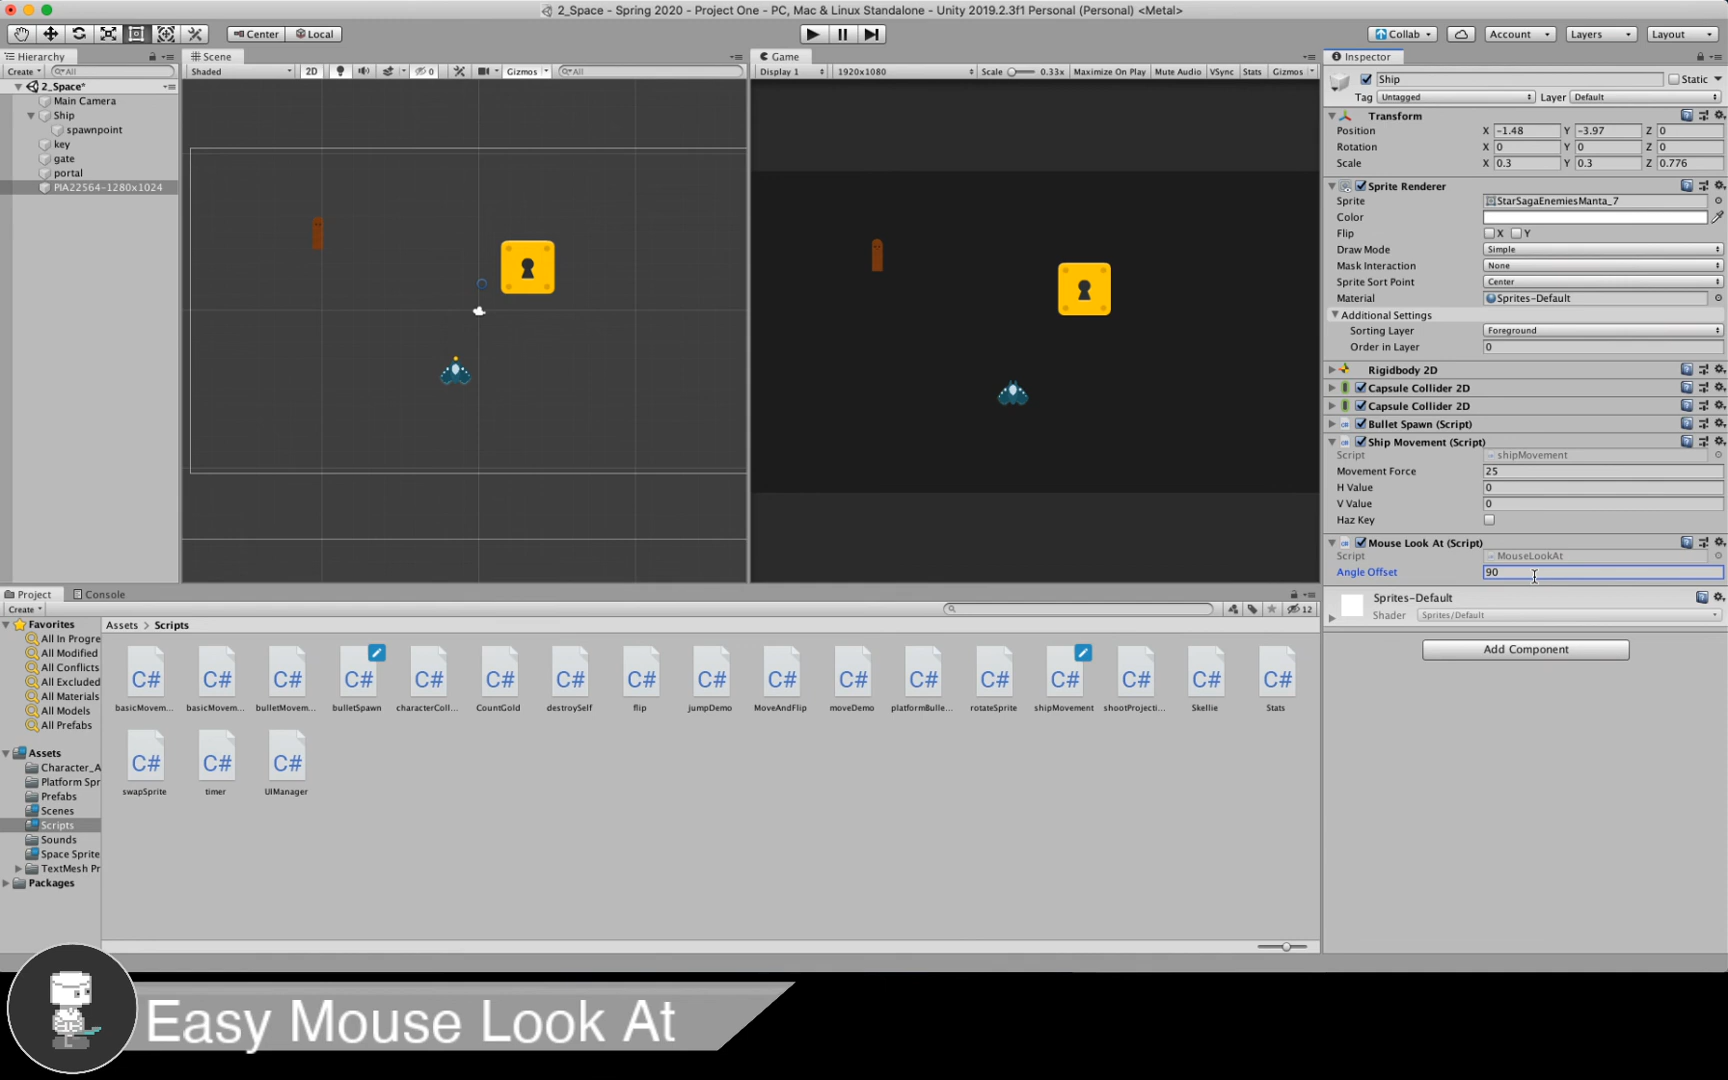 2_Space - Spring 2020 - Project One - PC, Mac & Linux Standalone - Unity 2019.2.3f1 Personal (Personal) <Metal>
Center Local
Collab Account Layers Layout
Hierarchy
Create All
2_Space*
Main Camera
Ship
spawnpoint
key
gate
portal
PIA22564-1280x1024
Scene
Shaded 2D 0 Gizmos All
Game
Display 1 1920x1080 Scale 0.33x Maximize On Play Mute Audio VSync Stats Gizmos
Inspector
Ship Static
Tag Untagged Layer Default
Transform
Position X -1.48 Y -3.97 Z 0
Rotation X 0 Y 0 Z 0
Scale X 0.3 Y 0.3 Z 0.776
Sprite Renderer
Sprite StarSagaEnemiesManta_7
Color
Flip X Y
Draw Mode Simple
Mask Interaction None
Sprite Sort Point Center
Material Sprites-Default
Additional Settings
Sorting Layer Foreground
Order in Layer 0
Rigidbody 2D
Capsule Collider 2D
Capsule Collider 2D
Bullet Spawn (Script)
Ship Movement (Script)
Script shipMovement
Movement Force 25
H Value 0
V Value 0
Haz Key
Mouse Look At (Script)
Script MouseLookAt
Angle Offset 90
Sprites-Default
Shader Sprites/Default
Add Component
Project Console
Create 12
Favorites
All In Progre
All Modified
All Conflicts
All Excluded
All Materials
All Models
All Prefabs
Assets
Character_A
Platform Spr
Prefabs
Scenes
Scripts
Sounds
Space Sprite
TextMesh Pr
Packages
Assets > Scripts
C# C# C# C# C# C# C# C# C# C# C# C# C# C# C# C# C#
basicMovem... basicMovem... bulletMovem... bulletSpawn characterColl... CountGold destroySelf flip jumpDemo MoveAndFlip moveDemo platformBulle... rotateSprite shipMovement shootProjecti... Skellie Stats
C# C# C#
swapSprite timer UIManager
Easy Mouse Look At